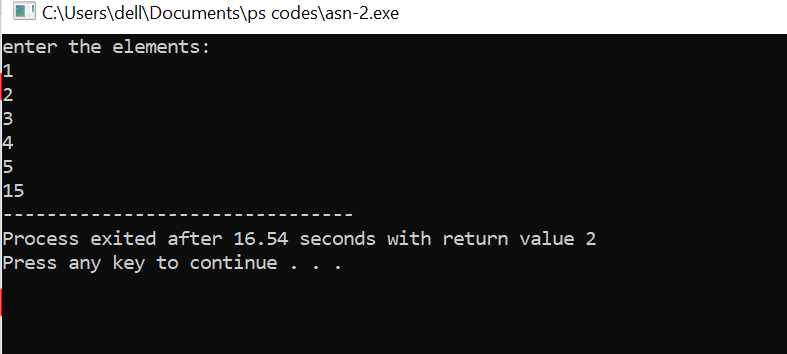 C:\Users\dell\Documents\ps codes\asn-2.exe
enter the elements:
1
2
3
4
5
15
--------------------------------
Process exited after 16.54 seconds with return value 2
Press any key to continue . . .